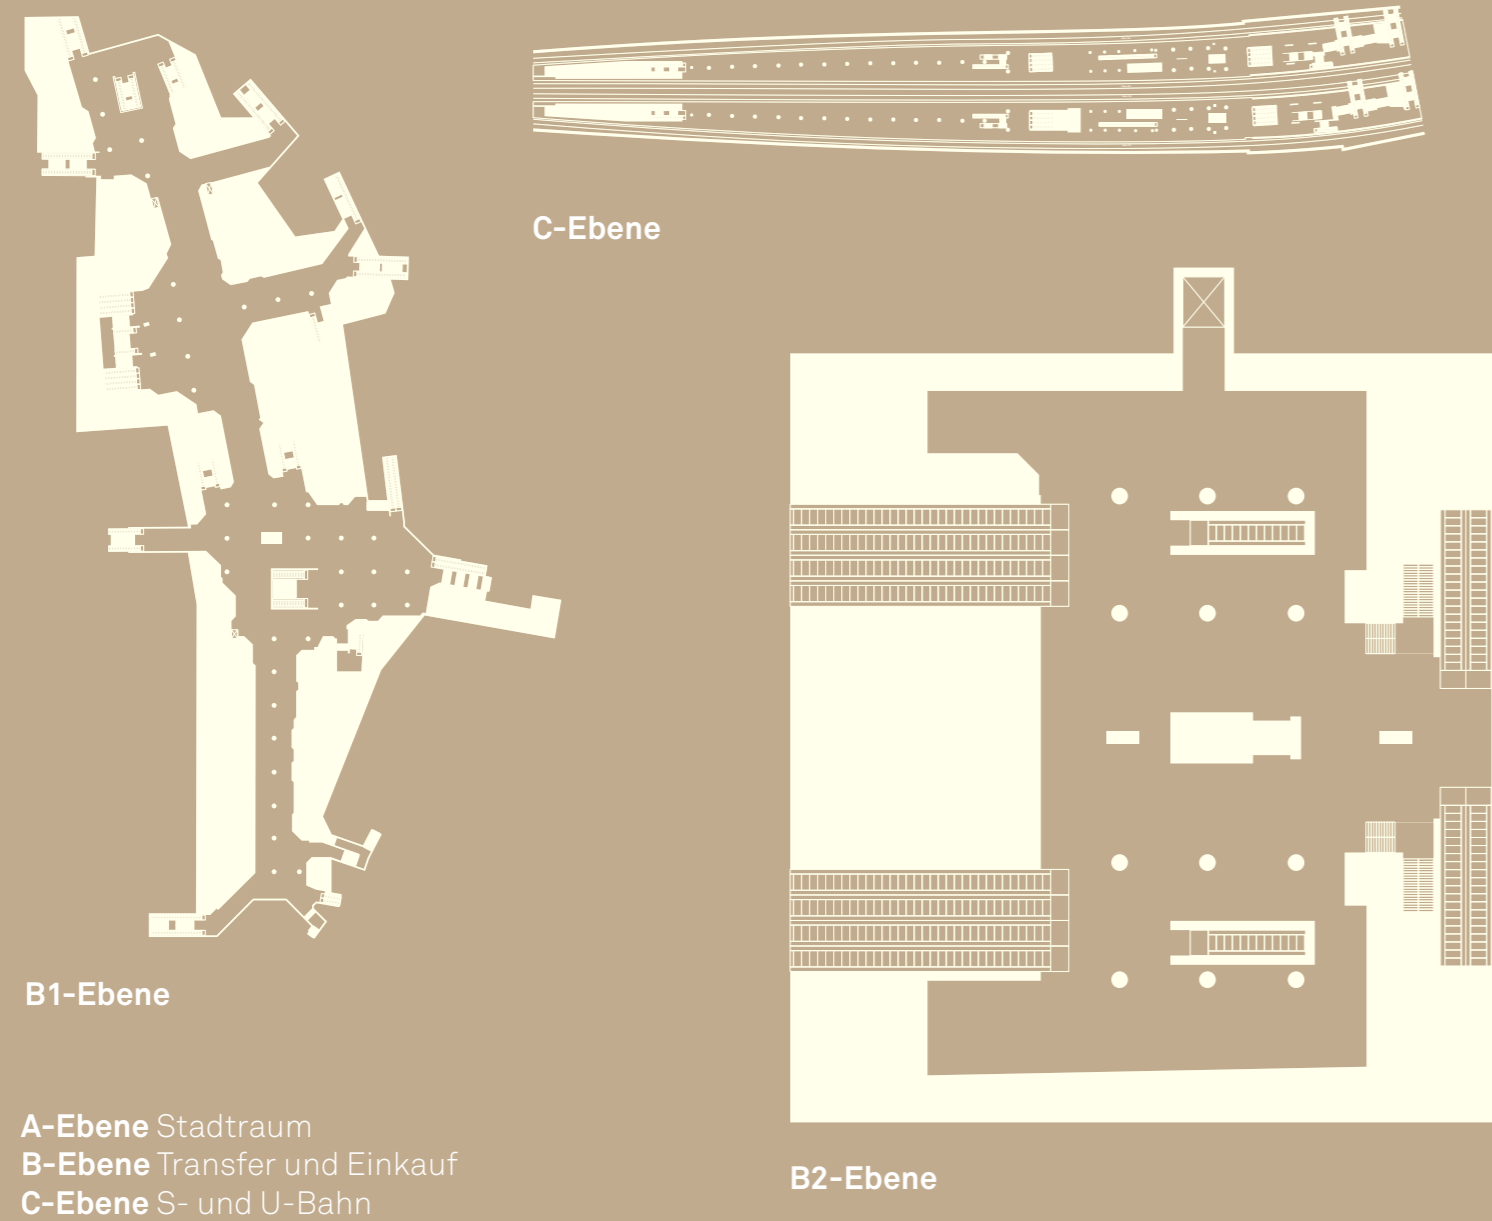 C-Ebene
B1-Ebene
B2-Ebene
A-Ebene Stadtraum
B-Ebene Transfer und Einkauf
C-Ebene S- und U-Bahn